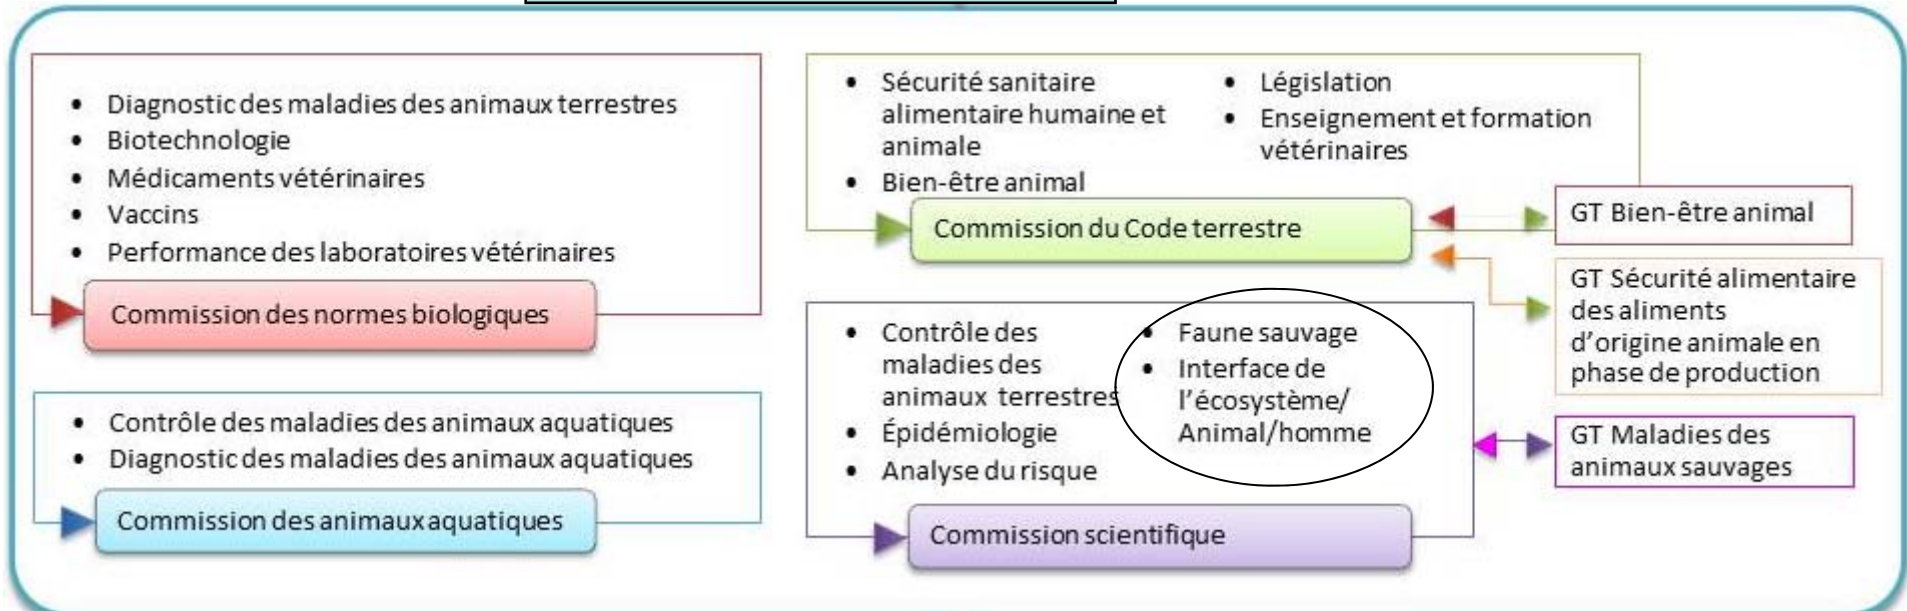 • Diagnostic des maladies des animaux terrestres
• Biotechnologie
• Médicaments vétérinaires
• Vaccins
• Performance des laboratoires vétérinaires
Commission des normes biologiques
• Contrôle des maladies des animaux aquatiques
• Diagnostic des maladies des animaux aquatiques
Commission des animaux aquatiques
• Sécurité sanitaire
alimentaire humaine et
animale
• Bien-être animal
• Législation
• Enseignement et formation
vétérinaires
Commission du Code terrestre
GT Bien-être animal
GT Sécurité alimentaire
des aliments
d’origine animale en
phase de production
• Contrôle des
maladies des
animaux terrestres
• Épidémiologie
• Analyse du risque
• Faune sauvage
• Interface de
l’écosystème/
Animal/homme
Commission scientifique
GT Maladies des
animaux sauvages